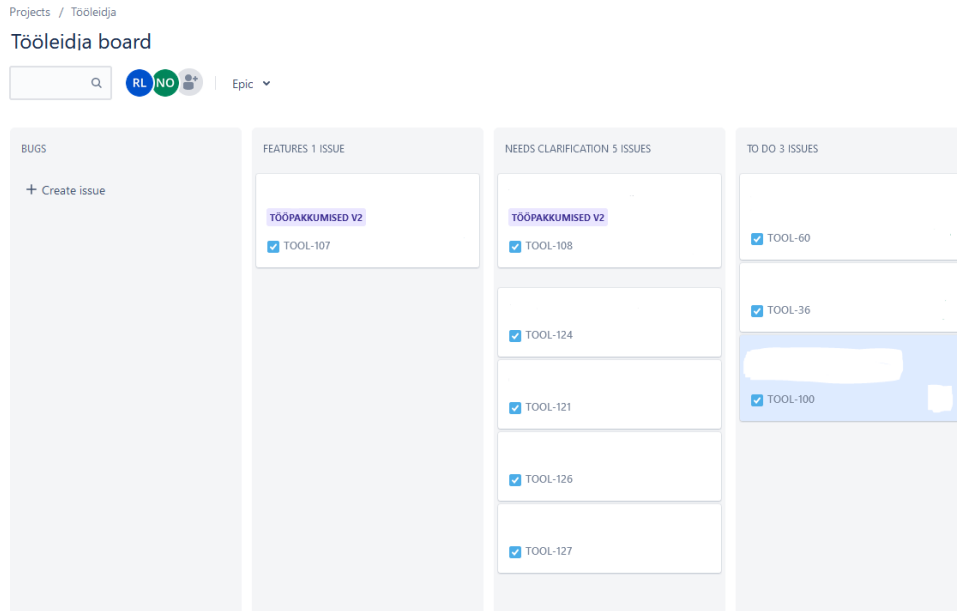 Projects / Tööleidja
Tööleidja board
RL NO Epic
BUGS
+ Create issue
FEATURES 1 ISSUE
TÖÖPAKKUMISED V2
TOOL-107
NEEDS CLARIFICATION 5 ISSUES
TÖÖPAKKUMISED V2
TOOL-108
TOOL-124
TOOL-121
TOOL-126
TOOL-127
TO DO 3 ISSUES
TOOL-60
TOOL-36
TOOL-100